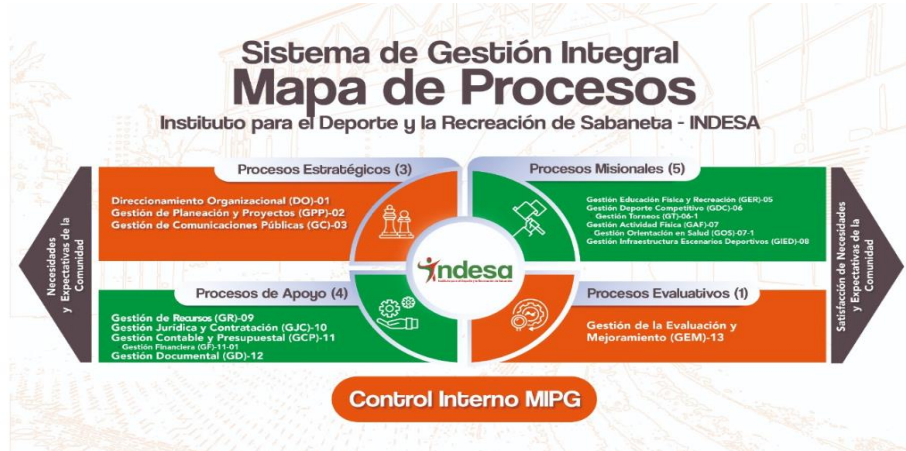 Sistema de Gestión Integral
Mapa de Procesos
Instituto para el Deporte y la Recreación de Sabaneta - INDESA
Necesidades
y Expectativas de la
Comunidad
Procesos Estratégicos (3)
Direccionamiento Organizacional (DO)-01
Gestión de Planeación y Proyectos (GPP)-02
Gestión de Comunicaciones Públicas (GC)-03
Procesos Misionales (5)
Gestión Educación Física y Recreación (GER)-05
Gestión Deporte Competitivo (GDC)-06
Gestión Torneos (GT)-06-1
Gestión Actividad Física (GAF)-07
Gestión Orientación en Salud (GOS)-07-1
Gestión Infraestructura Escenarios Deportivos (GIED)-08
indesa
Procesos de Apoyo (4)
Gestión de Recursos (GR)-09
Gestión Jurídica y Contratación (GJC)-10
Gestión Contable y Presupuestal (GCP)-11
Gestión Financiera (GF)-11-01
Gestión Documental (GD)-12
Procesos Evaluativos (1)
Gestión de la Evaluación y
Mejoramiento (GEM)-13
Satisfacción de Necesidades
y Expectativas de la
Comunidad
Control Interno MIPG